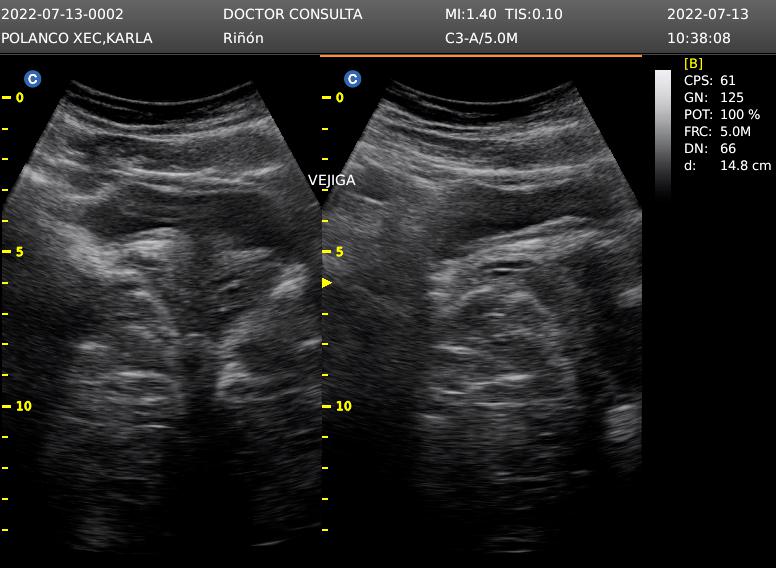 2022-07-13-0002 DOCTOR CONSULTA MI:1.40 TIS:0.10 2022-07-13
POLANCO XEC,KARLA Riñón C3-A/5.0M 10:38:08
C C [B]
0 0 CPS: 61
GN: 125
POT: 100 %
FRC: 5.0M
DN: 66
d: 14.8 cm
VEJIGA
5 5
10 10